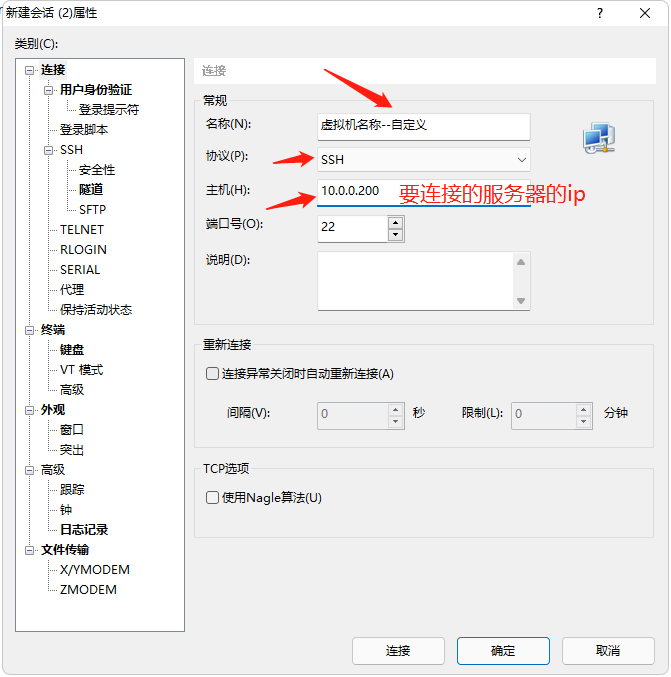 新建会话 (2)属性
?
类别(C):
连接
用户身份验证
登录提示符
登录脚本
SSH
安全性
隧道
SFTP
TELNET
RLOGIN
SERIAL
代理
保持活动状态
终端
键盘
VT 模式
高级
外观
窗口
突出
高级
跟踪
钟
日志记录
文件传输
X/YMODEM
ZMODEM
连接
常规
名称(N): 虚拟机名称--自定义
协议(P): SSH
主机(H): 10.0.0.200 要连接的服务器的ip
端口号(O): 22
说明(D):
重新连接
连接异常关闭时自动重新连接(A)
间隔(V): 0 秒 限制(L): 0 分钟
TCP选项
使用Nagle算法(U)
连接 确定 取消